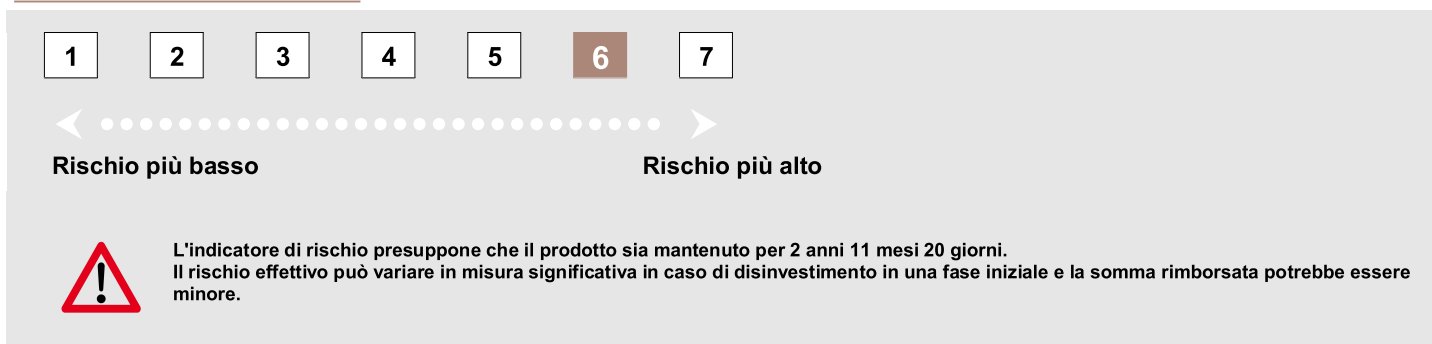 1 2 3 4 5 6 7
Rischio più basso Rischio più alto
L'indicatore di rischio presuppone che il prodotto sia mantenuto per 2 anni 11 mesi 20 giorni.
Il rischio effettivo può variare in misura significativa in caso di disinvestimento in una fase iniziale e la somma rimborsata potrebbe essere
minore.